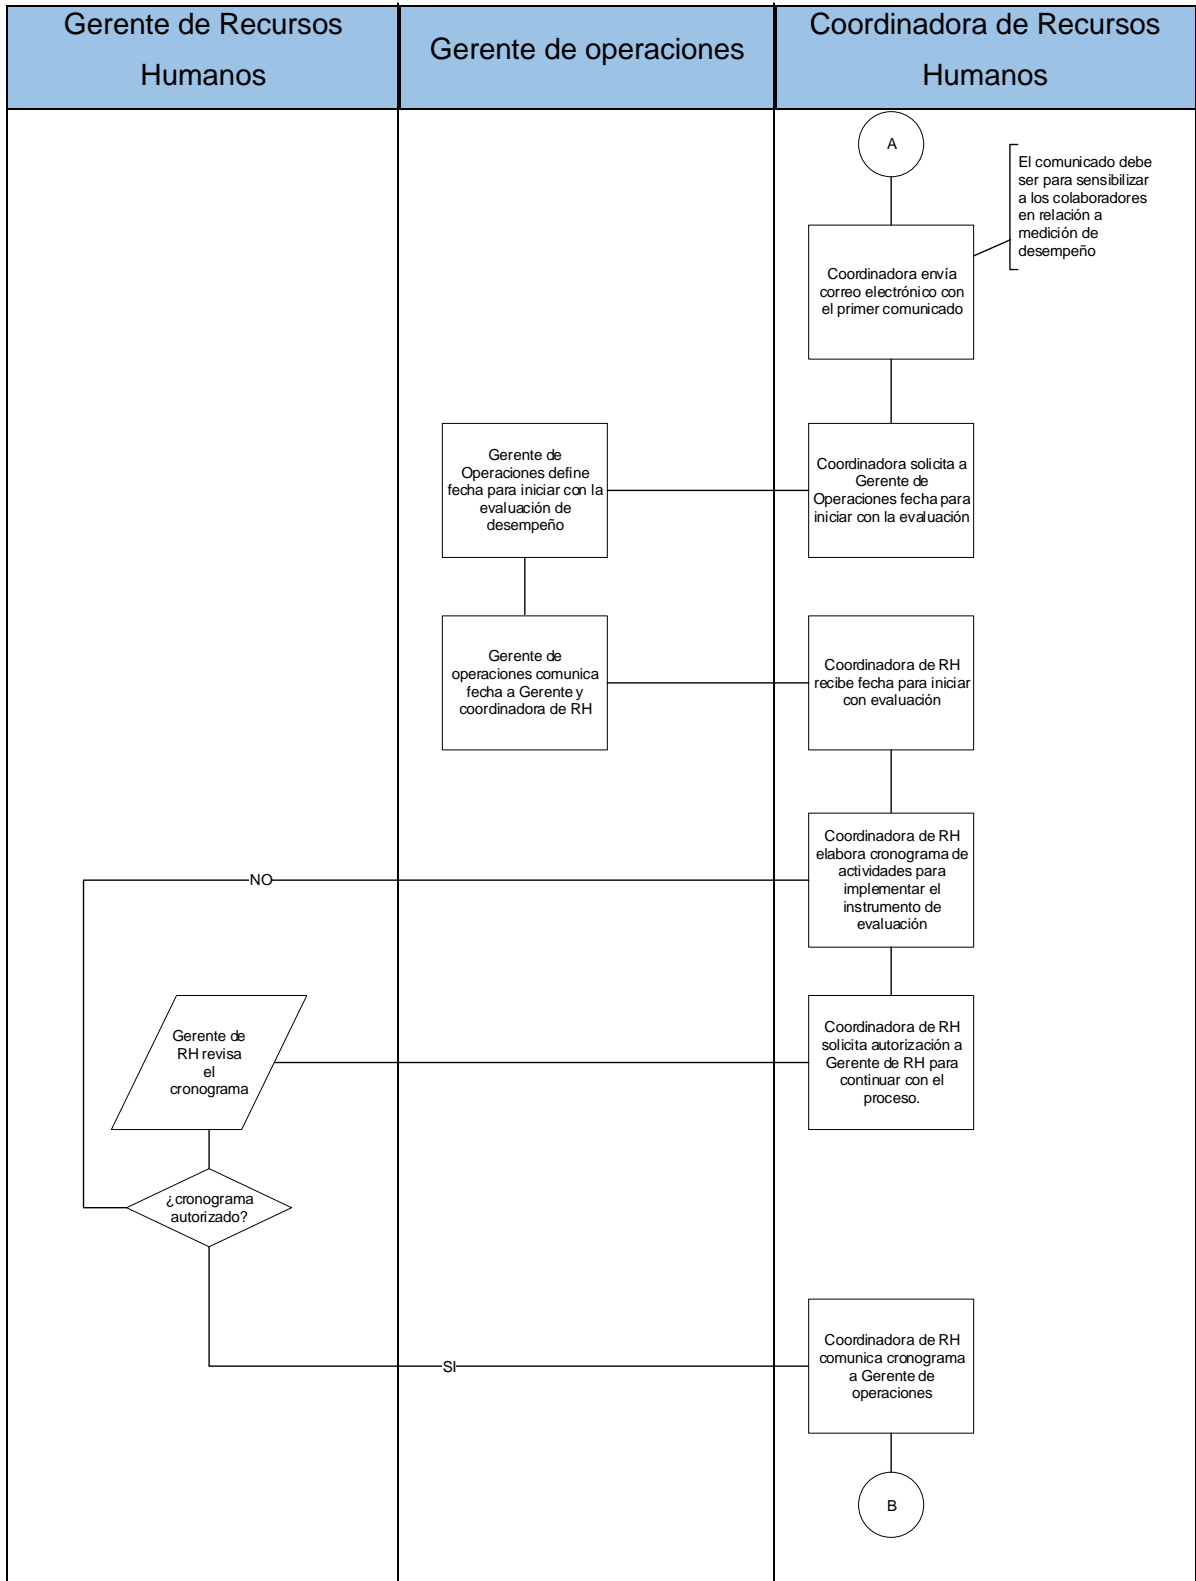 Gerente de Recursos
Humanos
Gerente de operaciones
Coordinadora de Recursos
Humanos
A
El comunicado debe
ser para sensibilizar
a los colaboradores
en relación a
medición de
desempeño
Coordinadora envía
correo electrónico con
el primer comunicado
Coordinadora solicita a
Gerente de
Operaciones fecha para
iniciar con la evaluación
Gerente de
Operaciones define
fecha para iniciar con la
evaluación de
desempeño
Gerente de
operaciones comunica
fecha a Gerente y
coordinadora de RH
Coordinadora de RH
recibe fecha para iniciar
con evaluación
Coordinadora de RH
elabora cronograma de
actividades para
implementar el
instrumento de
evaluación
NO
Coordinadora de RH
solicita autorización a
Gerente de RH para
continuar con el
proceso.
Gerente de
RH revisa
el
cronograma
¿cronograma
autorizado?
SI
Coordinadora de RH
comunica cronograma
a Gerente de
operaciones
B